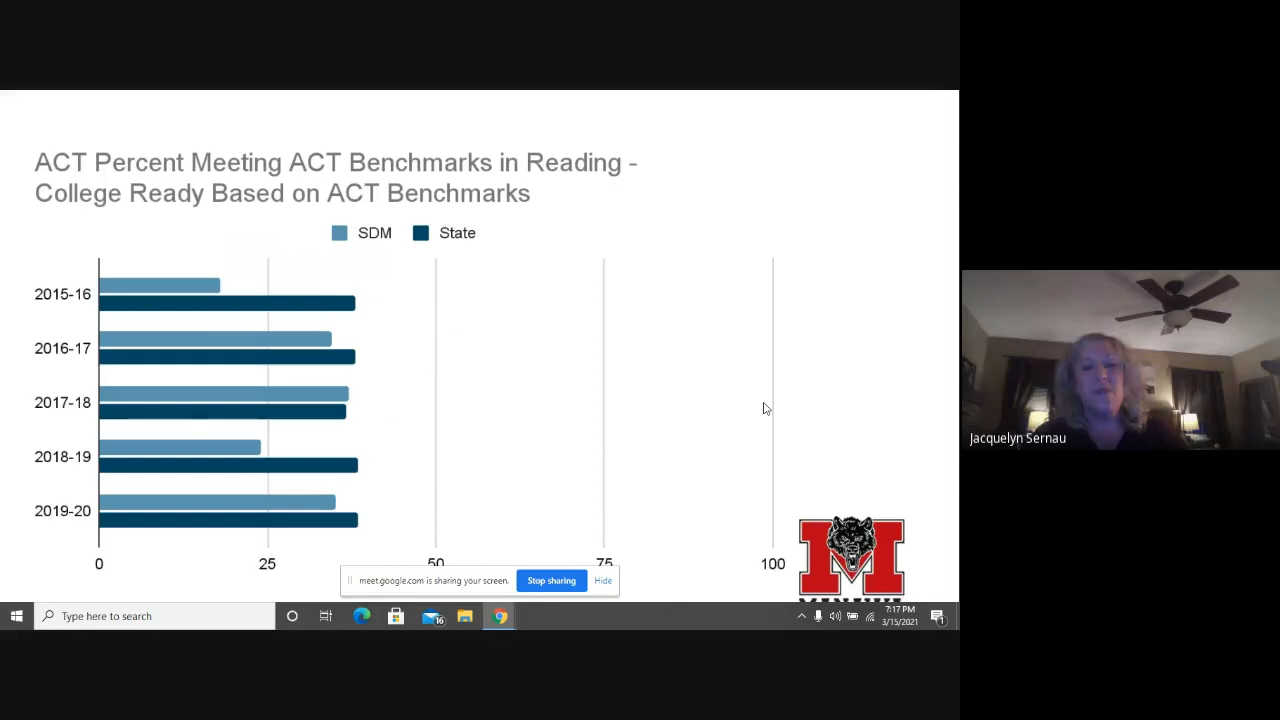 ACT Percent Meeting ACT Benchmarks in Reading -
College Ready Based on ACT Benchmarks
SDM State
2015-16
2016-17
2017-18
2018-19
2019-20
0 25 50 75 100
M
meet.google.com is sharing your screen. Stop sharing Hide
Type here to search
16
7:17 PM
3/15/2021
1
Jacquelyn Sernau